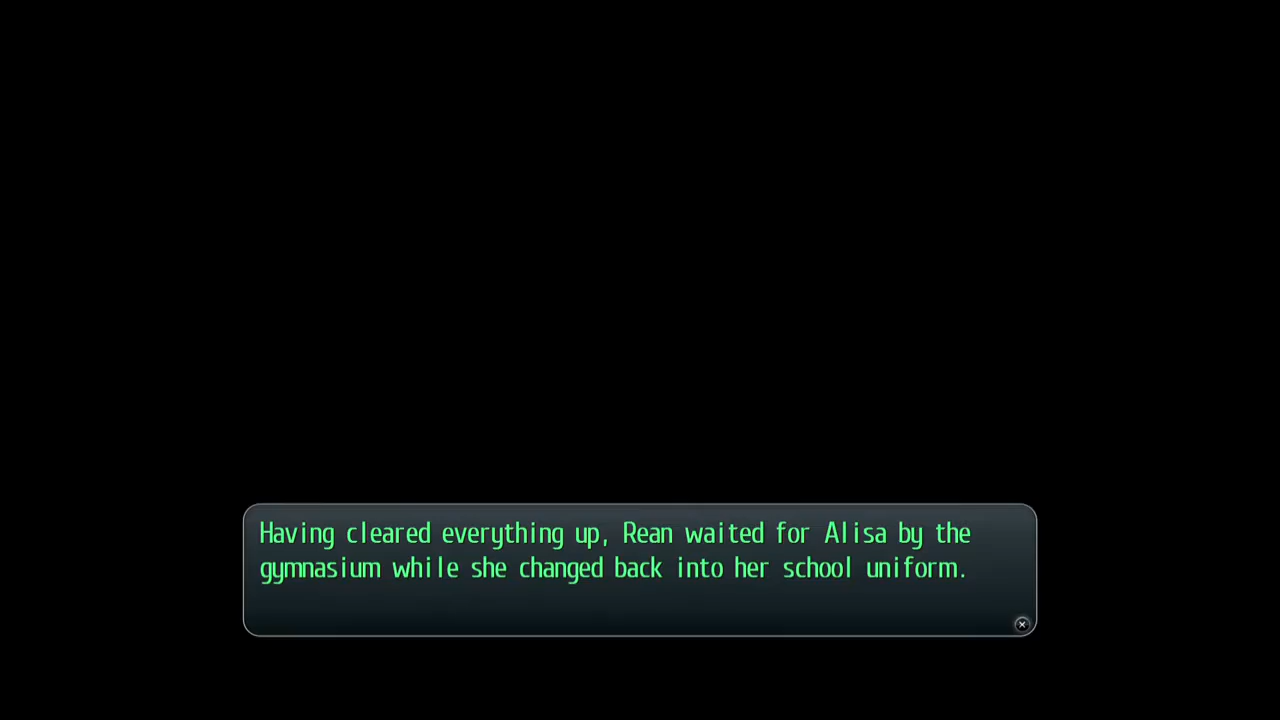 Having cleared everything up, Rean waited for Alisa by the
gymnasium while she changed back into her school uniform.